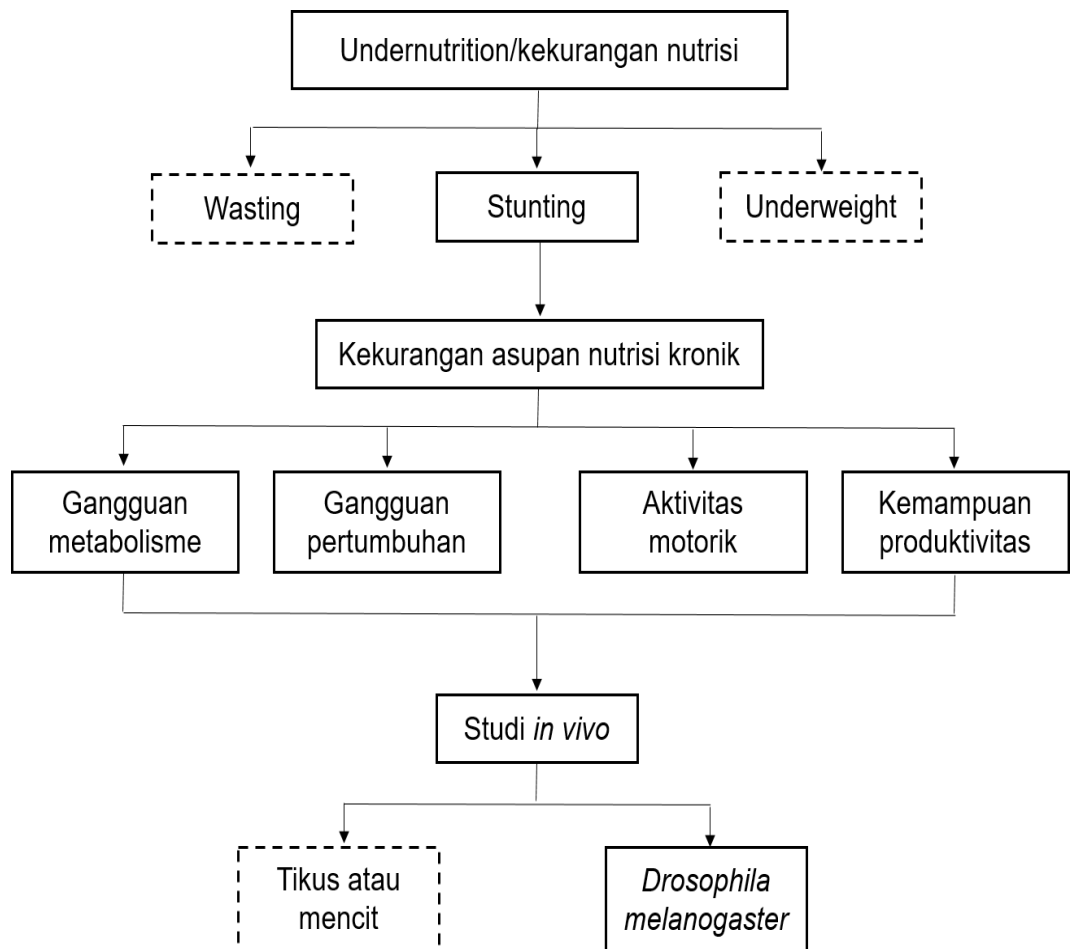 Undernutrition/kekurangan nutrisi
Wasting
Stunting
Underweight
Kekurangan asupan nutrisi kronik
Gangguan
metabolisme
Gangguan
pertumbuhan
Aktivitas
motorik
Kemampuan
produktivitas
Studi in vivo
Tikus atau
mencit
Drosophila
melanogaster